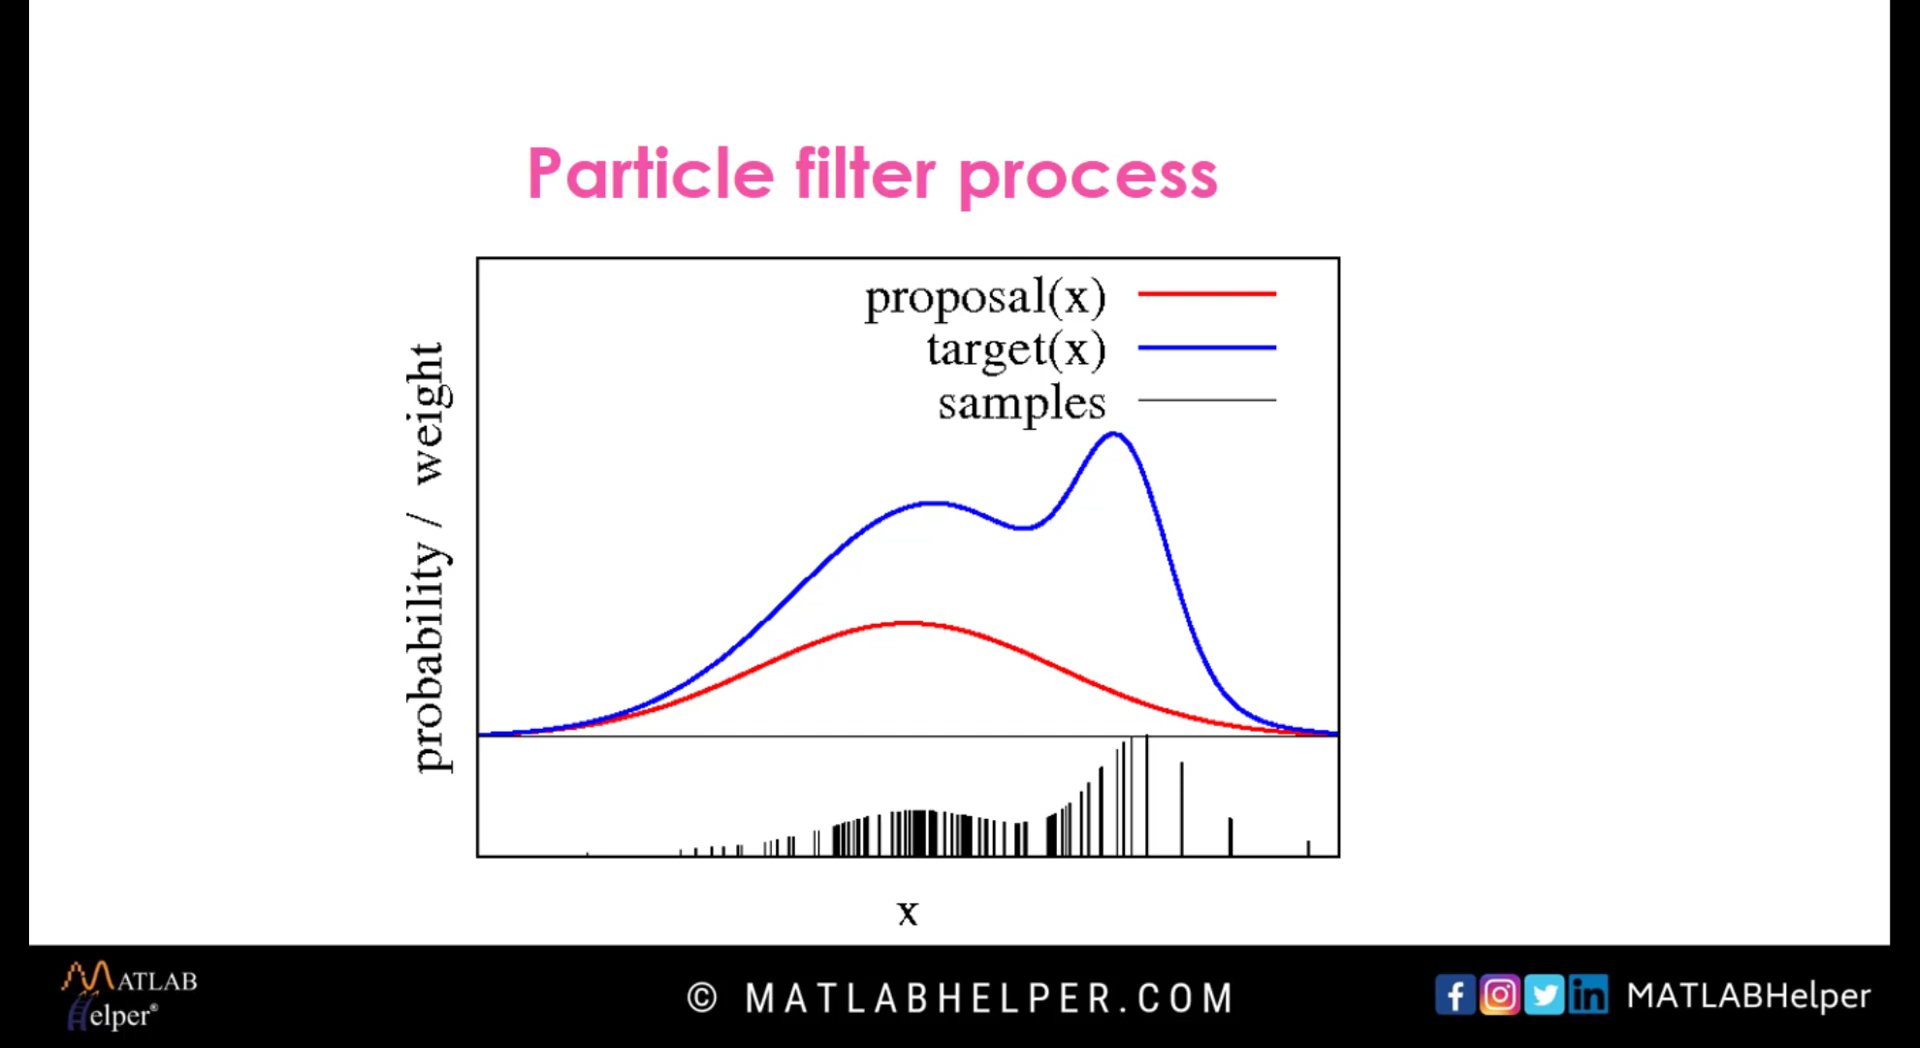 Particle filter process
proposal(x)
target(x)
samples
probability / weight
x
MATLAB
Helper®
© MATLABHELPER.COM
MATLABHelper